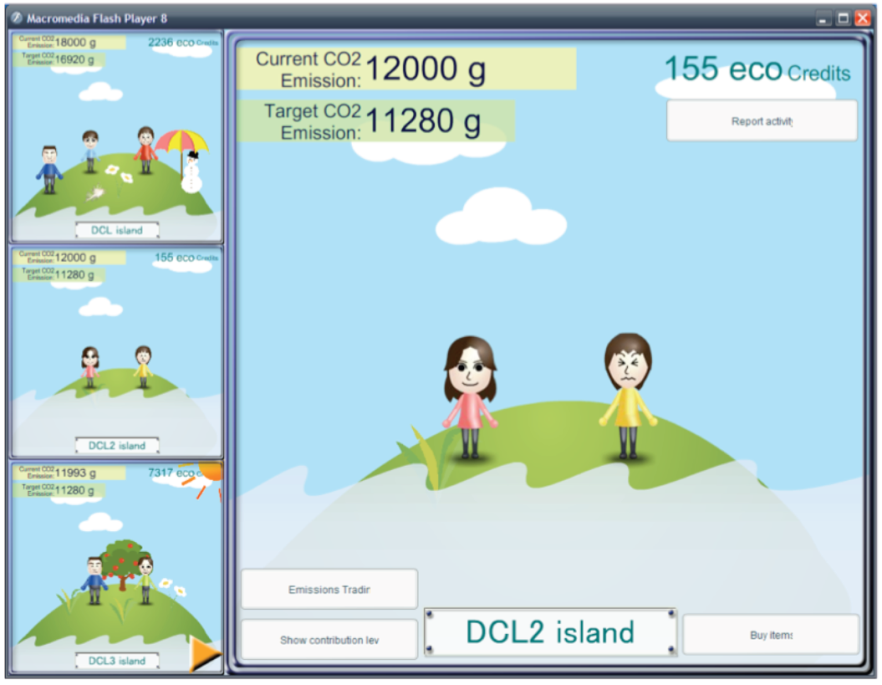 Macromedia Flash Player 8
Current CO2
Emission: 18000 g
2236 eco Credits
Target CO2
Emission: 16920 g
DCL island
Current CO2
Emission: 12000 g
155 eco Credits
Target CO2
Emission: 11280 g
DCL2 island
Current CO2
Emission: 11993 g
7317 eco c
Target CO2
Emission: 11280 g
DCL3 island
Current CO2
Emission: 12000 g
155 eco Credits
Target CO2
Emission: 11280 g
Report activit
Emissions Tradir
Show contribution lev
DCL2 island
Buy items